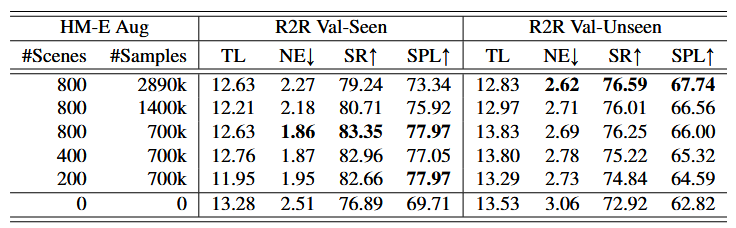 HM-E Aug R2R Val-Seen R2R Val-Unseen
#Scenes #Samples TL NE↓ SR↑ SPL↑ TL NE↓ SR↑ SPL↑
800 2890k 12.63 2.27 79.24 73.34 12.83 2.62 76.59 67.74
800 1400k 12.21 2.18 80.71 75.92 12.97 2.71 76.01 66.56
800 700k 12.63 1.86 83.35 77.97 13.83 2.69 76.25 66.00
400 700k 12.76 1.87 82.96 77.05 13.80 2.78 75.22 65.32
200 700k 11.95 1.95 82.66 77.97 13.29 2.73 74.84 64.59
0 0 13.28 2.51 76.89 69.71 13.53 3.06 72.92 62.82